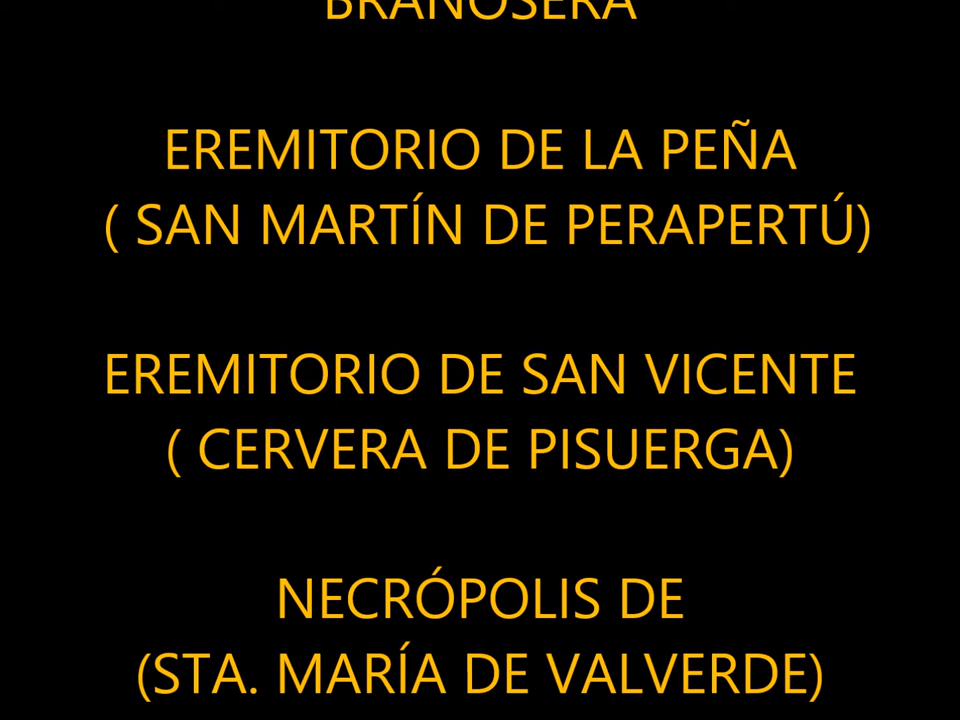 BRAÑOSERA
EREMITORIO DE LA PEÑA
( SAN MARTÍN DE PERAPERTÚ)
EREMITORIO DE SAN VICENTE
( CERVERA DE PISUERGA)
NECRÓPOLIS DE
(STA. MARÍA DE VALVERDE)